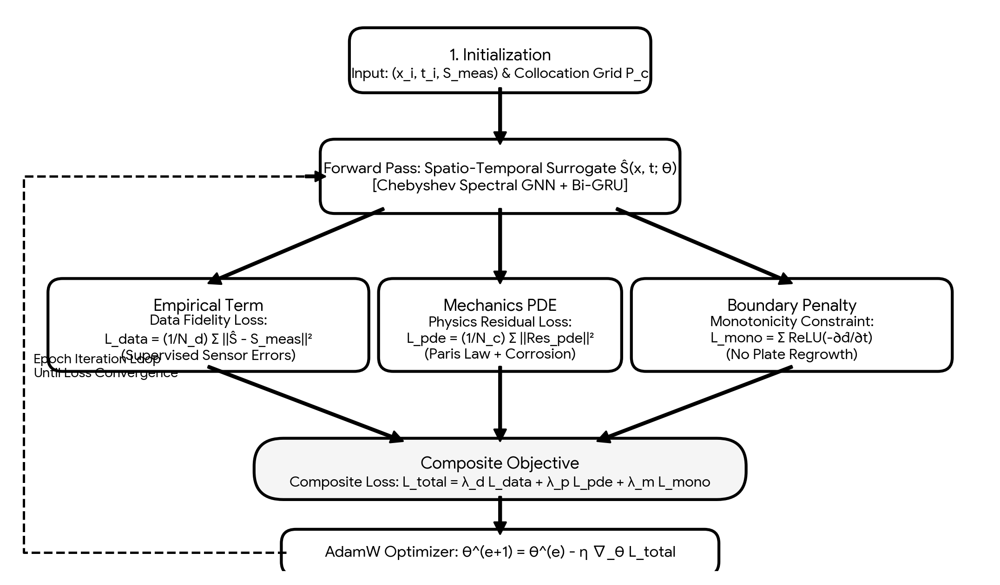 1. Initialization
Input: (x_i, t_i, S_meas) & Collocation Grid P_c
Forward Pass: Spatio-Temporal Surrogate Ŝ(x, t; Θ)
[Chebyshev Spectral GNN + Bi-GRU]
Empirical Term
Data Fidelity Loss:
L_data = (1/N_d) Σ ||Ŝ - S_meas||²
(Supervised Sensor Errors)
Mechanics PDE
Physics Residual Loss:
L_pde = (1/N_c) Σ ||Res_pde||²
(Paris Law + Corrosion)
Boundary Penalty
Monotonicity Constraint:
L_mono = Σ ReLU(-∂d̂/∂t)
(No Plate Regrowth)
Epoch Iteration Loop
Until Loss Convergence
Composite Objective
Composite Loss: L_total = λ_d L_data + λ_p L_pde + λ_m L_mono
AdamW Optimizer: Θ^(e+1) = Θ^(e) - η ∇_Θ L_total